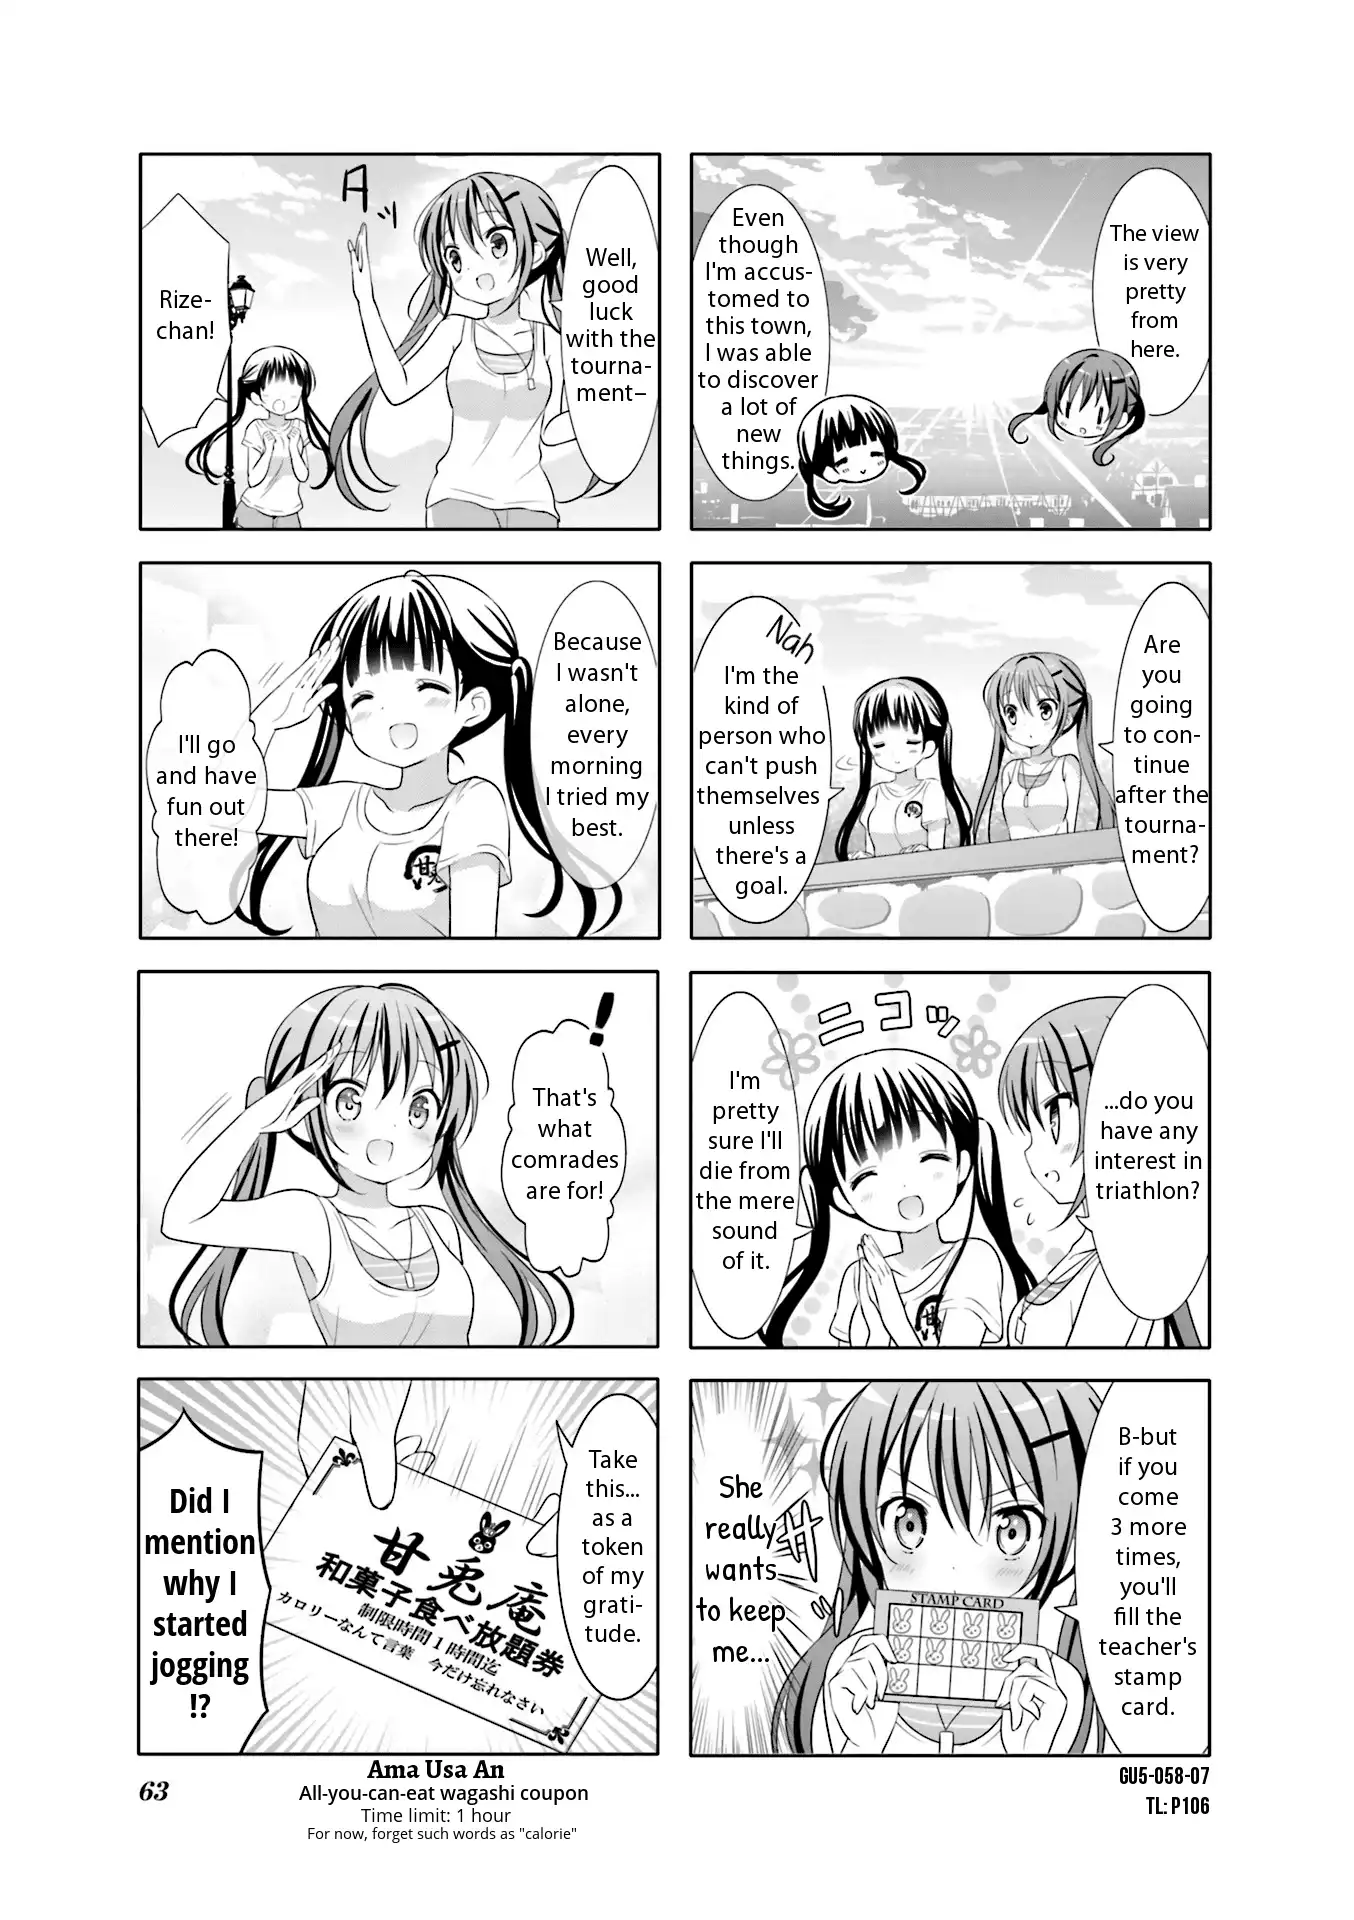 The view
is very
pretty
from
here.
Even
though
I'm accus-
tomed to
this town,
I was able
to discover
a lot of
new
things.
Are
you
going
to con-
tinue
after the
tourna-
ment?
Nah
I'm the
kind of
person who
can't push
themselves
unless
there's a
goal.
...do you
have any
interest in
triathlon?
ニコッ
I'm
pretty
sure I'll
die from
the mere
sound
of it.
B-but
if you
come
3 more
times,
you'll
fill the
teacher's
stamp
card.
STAMP CARD
She
really
wants
to keep
me...
Well,
good
luck
with the
tourna-
ment–
Rize-
chan!
Because
I wasn't
alone,
every
morning
I tried my
best.
I'll go
and have
fun out
there!
!
That's
what
comrades
are for!
Take
this...
as a
token
of my
grati-
tude.
甘兎庵
和菓子食べ放題券
制限時間1時間迄
カロリーなんて言葉 今だけ忘れなさい
Did I
mention
why I
started
jogging
!?
Ama Usa An
All-you-can-eat wagashi coupon
Time limit: 1 hour
For now, forget such words as "calorie"
63
GU5-058-07
TL: P106